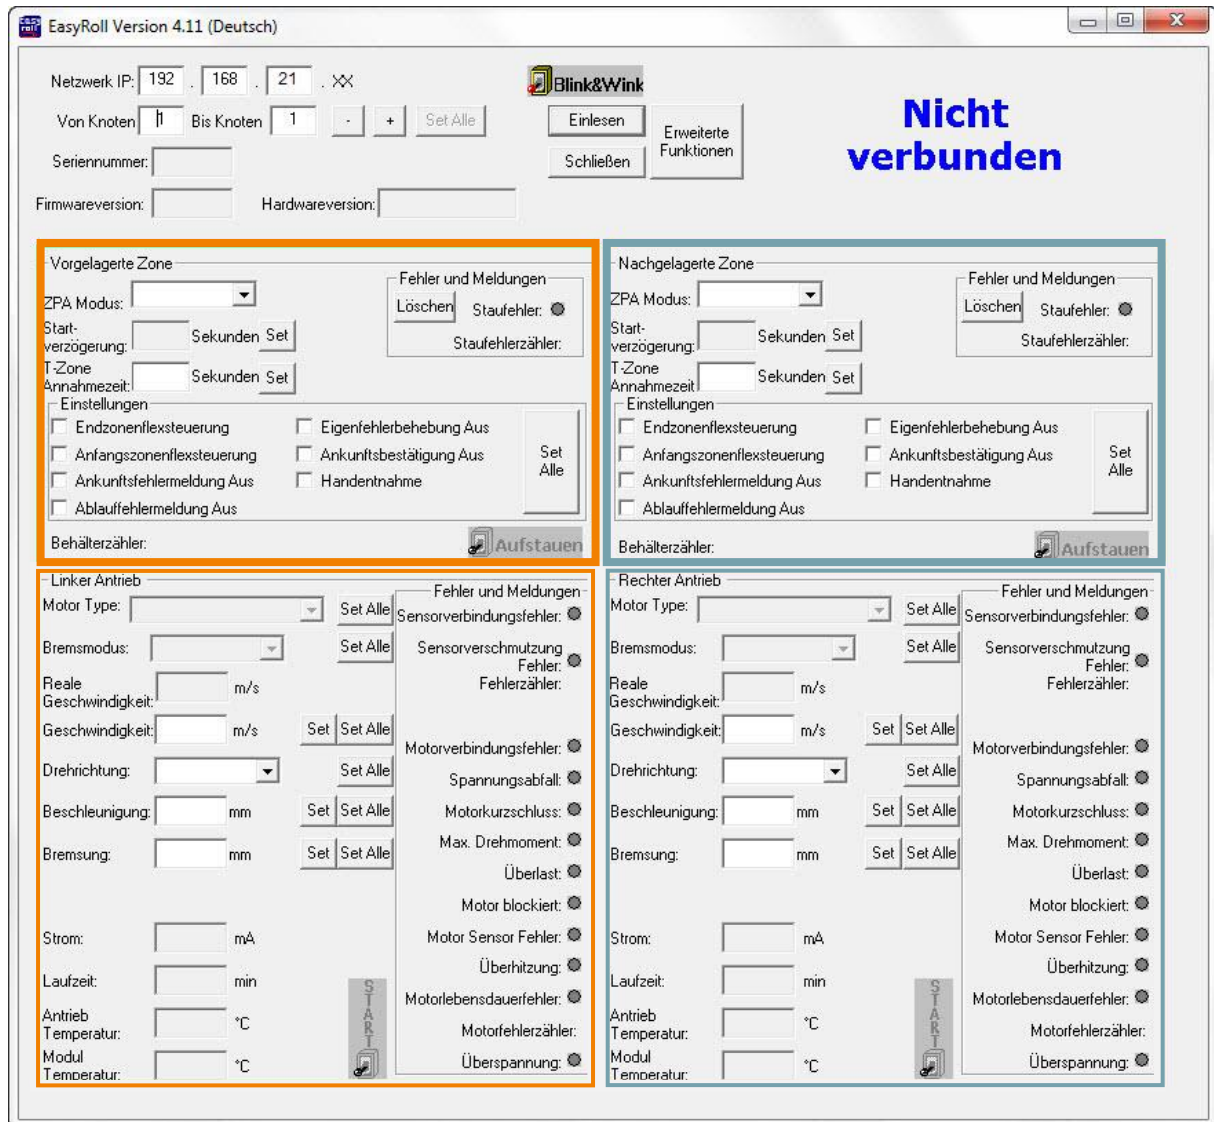 EasyRoll Version 4.11 (Deutsch)
Netzwerk IP: 192 . 168 . 21 . XX
Blink&Wink
Von Knoten 1 Bis Knoten 1 - + Set Alle
Einlesen
Erweiterte
Funktionen
Nicht
verbunden
Seriennummer:
Schließen
Firmwareversion: Hardwareversion:
Vorgelagerte Zone
ZPA Modus:
Start-
verzögerung: Sekunden Set
T-Zone
Annahmezeit: Sekunden Set
Fehler und Meldungen
Löschen Staufehler:
Staufehlerzähler:
Einstellungen
Endzonenflexsteuerung Eigenfehlerbehebung Aus
Anfangszonenflexsteuerung Ankunftsbestätigung Aus
Ankunftsfehlermeldung Aus Handentnahme
Ablauffehlermeldung Aus
Set
Alle
Behälterzähler: Aufstauen
Nachgelagerte Zone
ZPA Modus:
Start-
verzögerung: Sekunden Set
T-Zone
Annahmezeit Sekunden Set
Fehler und Meldungen
Löschen Staufehler:
Staufehlerzähler:
Einstellungen
Endzonenflexsteuerung Eigenfehlerbehebung Aus
Anfangszonenflexsteuerung Ankunftsbestätigung Aus
Ankunftsfehlermeldung Aus Handentnahme
Ablauffehlermeldung Aus
Set
Alle
Behälterzähler: Aufstauen
Linker Antrieb
Motor Type: Set Alle
Bremsmodus: Set Alle
Reale
Geschwindigkeit: m/s
Geschwindigkeit: m/s Set Set Alle
Drehrichtung: Set Alle
Beschleunigung: mm Set Set Alle
Bremsung: mm Set Set Alle
Strom: mA
Laufzeit: min
Antrieb
Temperatur: °C
Modul
Temperatur: °C
START
Fehler und Meldungen
Sensorverbindungsfehler:
Sensorverschmutzung
Fehler:
Fehlerzähler:
Motorverbindungsfehler:
Spannungsabfall:
Motorkurzschluss:
Max. Drehmoment:
Überlast:
Motor blockiert:
Motor Sensor Fehler:
Überhitzung:
Motorlebensdauerfehler:
Motorfehlerzähler:
Überspannung:
Rechter Antrieb
Motor Type: Set Alle
Bremsmodus: Set Alle
Reale
Geschwindigkeit: m/s
Geschwindigkeit: m/s Set Set Alle
Drehrichtung: Set Alle
Beschleunigung: mm Set Set Alle
Bremsung: mm Set Set Alle
Strom: mA
Laufzeit: min
Antrieb
Temperatur: °C
Modul
Temperatur: °C
START
Fehler und Meldungen
Sensorverbindungsfehler:
Sensorverschmutzung
Fehler:
Fehlerzähler:
Motorverbindungsfehler:
Spannungsabfall:
Motorkurzschluss:
Max. Drehmoment:
Überlast:
Motor blockiert:
Motor Sensor Fehler:
Überhitzung:
Motorlebensdauerfehler:
Motorfehlerzähler:
Überspannung: